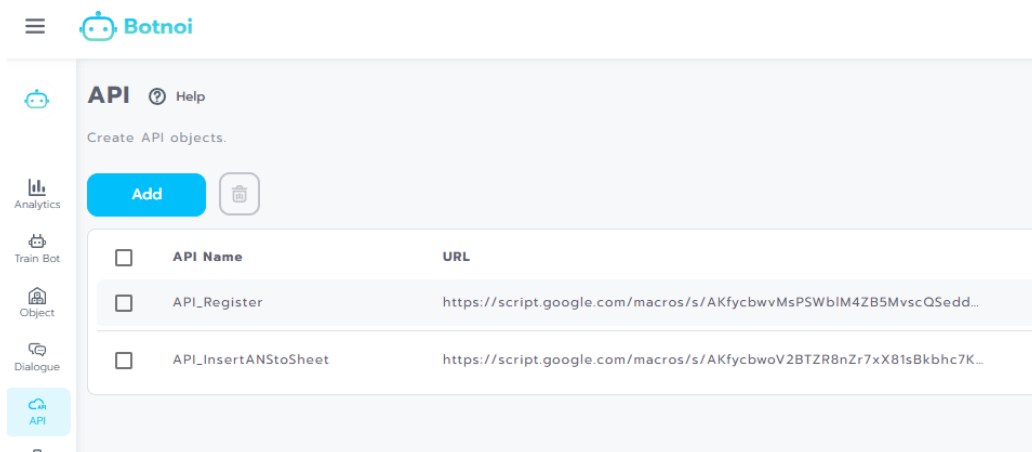 Botnoi
API Help
Create API objects.
Add
Analytics
Train Bot
Object
Dialogue
API
API Name URL
API_Register https://script.google.com/macros/s/AKfycbwvMsPSWblM4ZB5MvscQSedd...
API_InsertANStoSheet https://script.google.com/macros/s/AKfycbwoV2BTZR8nZr7xX81sBkbhc7K...